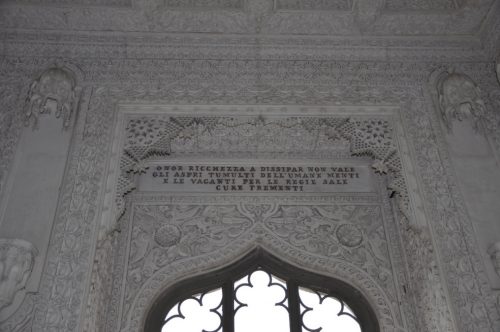 ONOR RICCHEZZA A DISSIPAR NON VALE
GLI ASPRI TUMULTI DELL'UMANE MENTI
E LE VAGANTI PER LE REGIE SALE
CURE FREMENTI